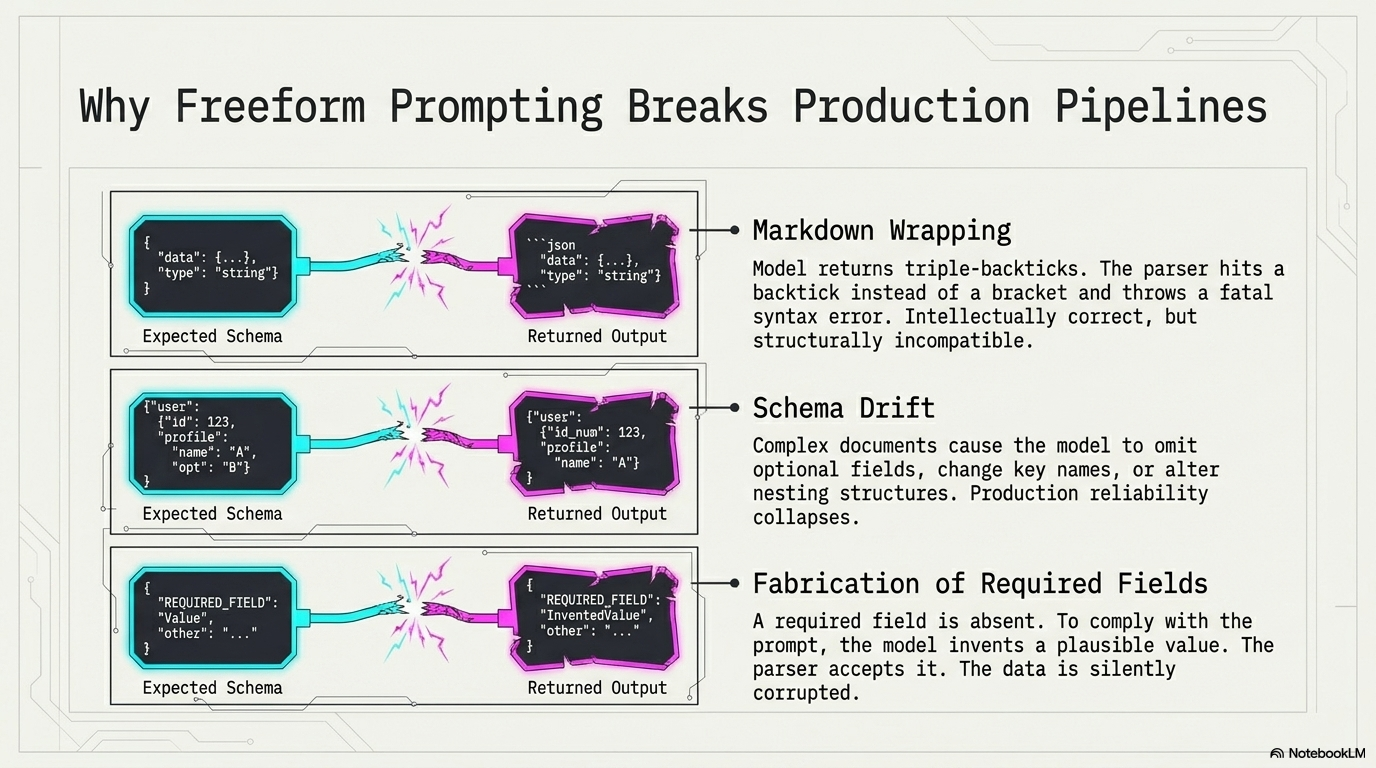 Why Freeform Prompting Breaks Production Pipelines
{
"data": {...},
"type": "string"}
}
Expected Schema
```json
"data": {...},
"type": "string"}
```
Returned Output
Markdown Wrapping
Model returns triple-backticks. The parser hits a
backtick instead of a bracket and throws a fatal
syntax error. Intellectually correct, but
structurally incompatible.
{"user":
{"id": 123,
"profile":
"name": "A",
"opt": "B"}
}
Expected Schema
{"user":
{"id_num": 123,
"profile":
"name": "A"}
}
Returned Output
Schema Drift
Complex documents cause the model to omit
optional fields, change key names, or alter
nesting structures. Production reliability
collapses.
{
"REQUIRED_FIELD":
"Value",
"other": "..."
}
Expected Schema
{
"REQUIRED_FIELD":
"InventedValue",
"other": "..."
}
Returned Output
Fabrication of Required Fields
A required field is absent. To comply with the
prompt, the model invents a plausible value. The
parser accepts it. The data is silently
corrupted.
NotebookLM